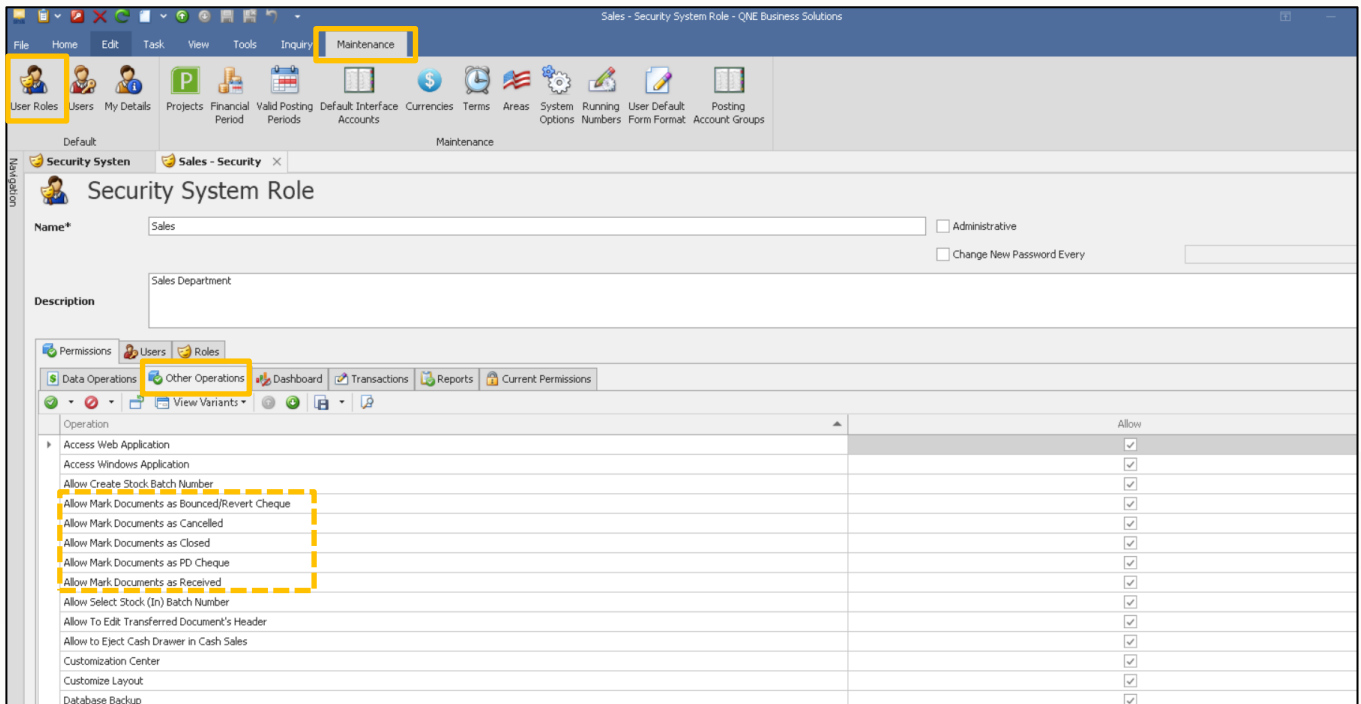 Sales - Security System Role - QNE Business Solutions
File Home Edit Task View Tools Inquiry Maintenance
User Roles Users My Details Projects Financial Period Valid Posting Periods Default Interface Accounts Currencies Terms Areas System Options Running Numbers User Default Form Format Posting Account Groups
Default Maintenance
Navigation
Security Systen Sales - Security
Security System Role
Name* Sales Administrative
Change New Password Every
Sales Department
Description
Permissions Users Roles
Data Operations Other Operations Dashboard Transactions Reports Current Permissions
View Variants
Operation Allow
Access Web Application
Access Windows Application
Allow Create Stock Batch Number
Allow Mark Documents as Bounced/Revert Cheque
Allow Mark Documents as Cancelled
Allow Mark Documents as Closed
Allow Mark Documents as PD Cheque
Allow Mark Documents as Received
Allow Select Stock (In) Batch Number
Allow To Edit Transferred Document's Header
Allow to Eject Cash Drawer in Cash Sales
Customization Center
Customize Layout
Database Backup